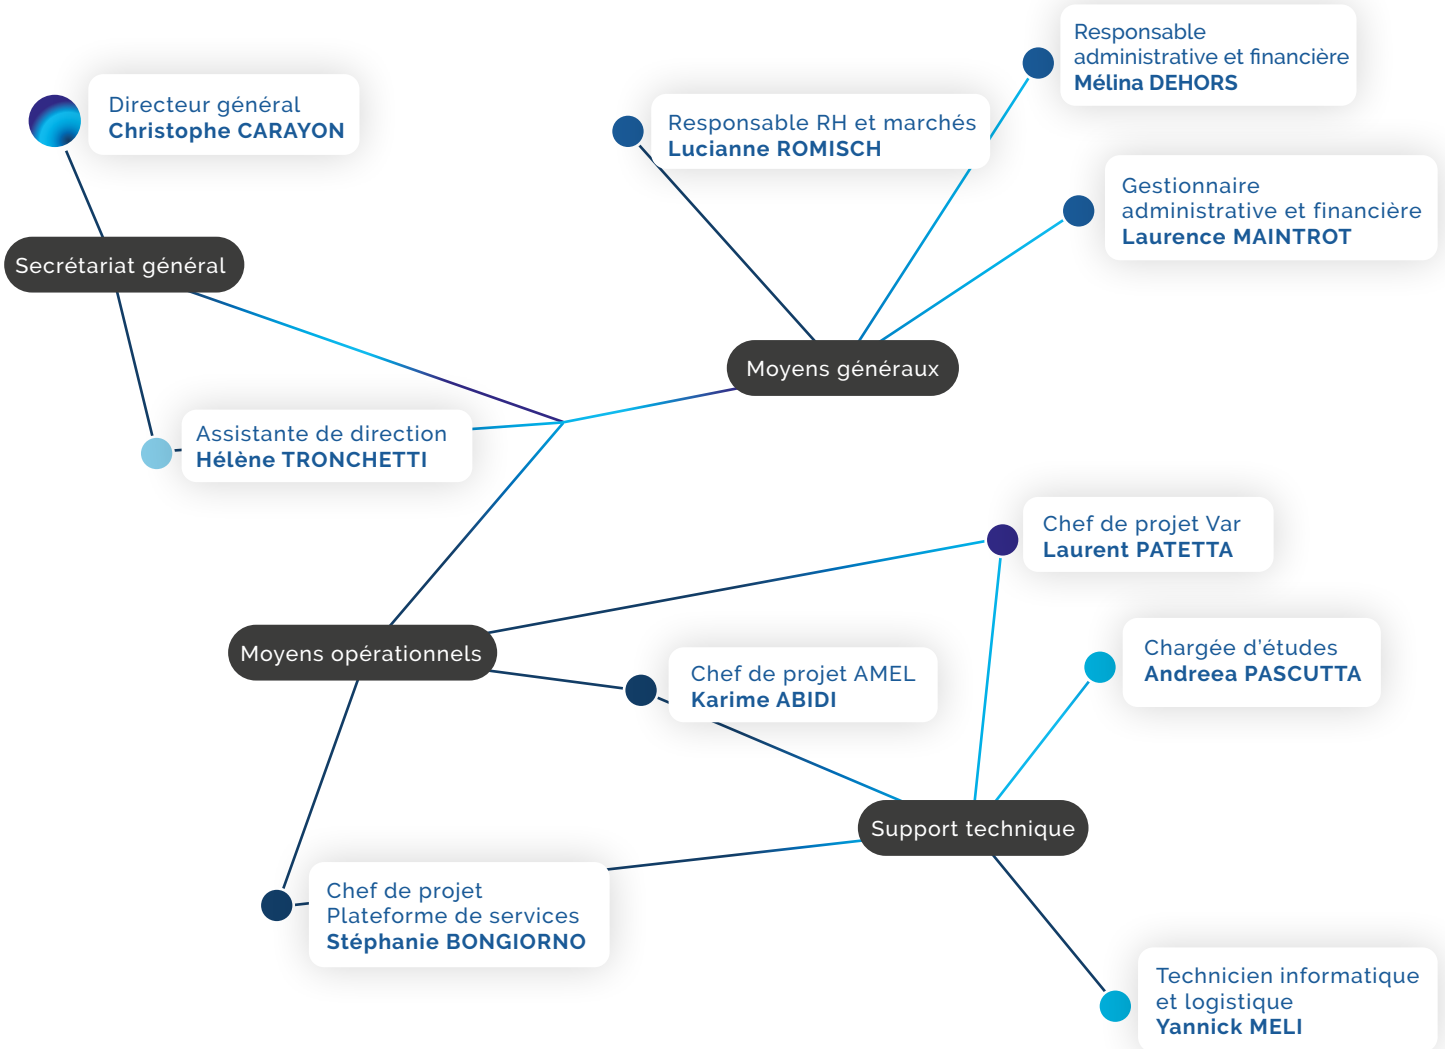 Directeur général
Christophe CARAYON
Responsable RH et marchés
Lucianne ROMISCH
Responsable
administrative et financière
Mélina DEHORS
Gestionnaire
administrative et financière
Laurence MAINTROT
Secrétariat général
Moyens généraux
Assistante de direction
Hélène TRONCHETTI
Chef de projet Var
Laurent PATETTA
Moyens opérationnels
Chef de projet AMEL
Karime ABIDI
Chargée d'études
Andreea PASCUTTA
Support technique
Chef de projet
Plateforme de services
Stéphanie BONGIORNO
Technicien informatique
et logistique
Yannick MELI